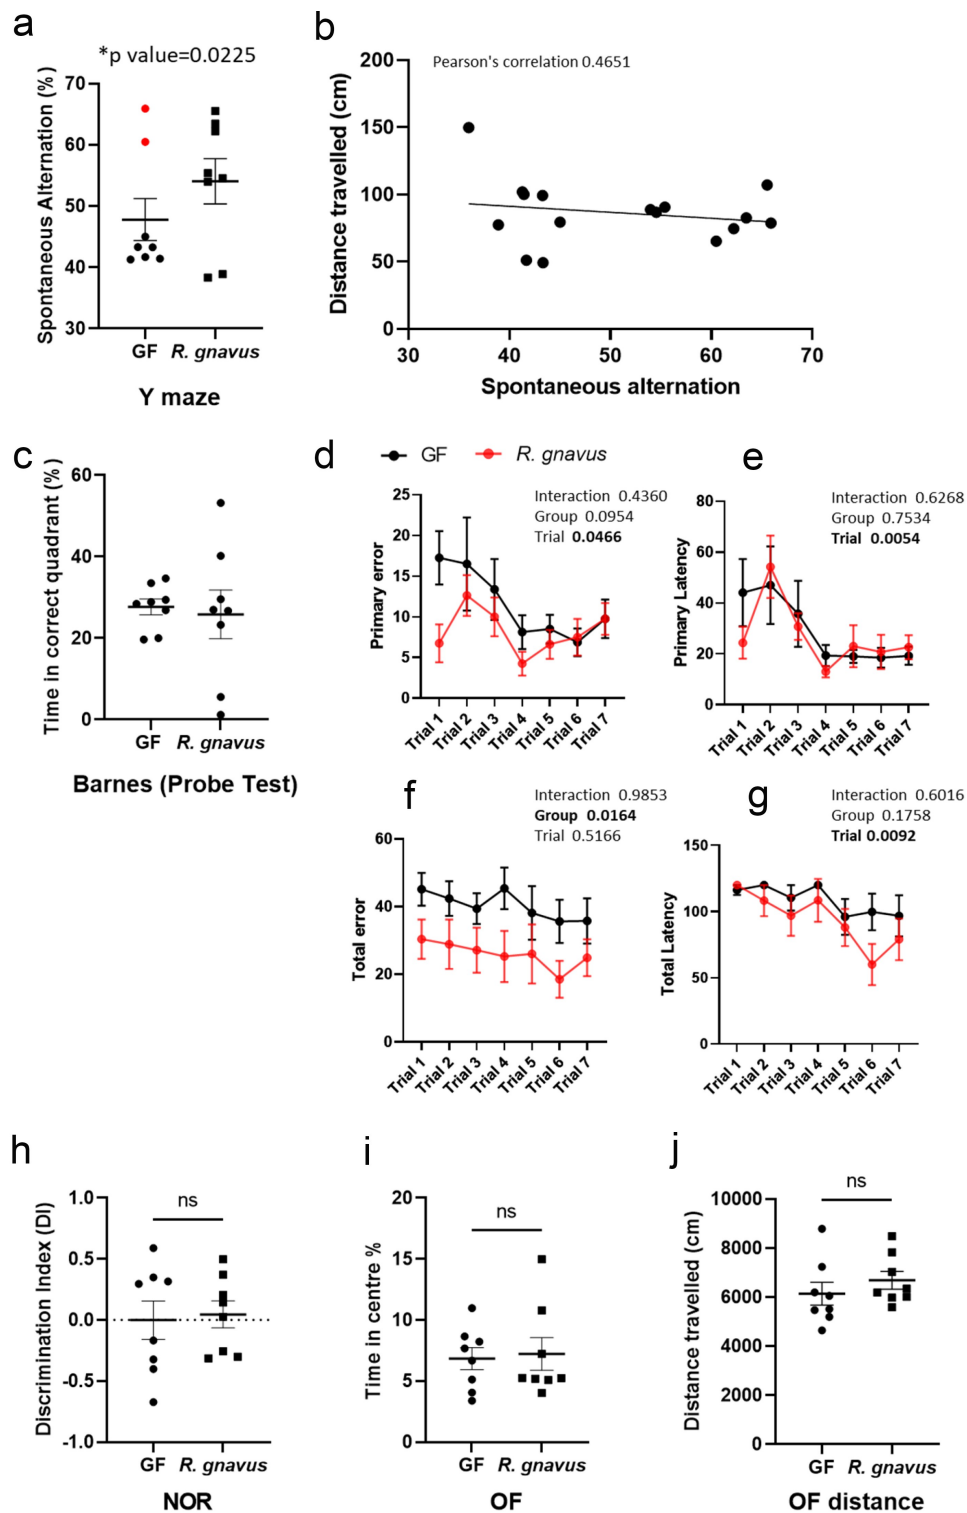 a
*p value=0.0225
Spontaneous Alternation (%)
70
60
50
40
30
GF
R. gnavus
Y maze
b
Pearson's correlation 0.4651
Distance travelled (cm)
200
150
100
50
0
30
40
50
60
70
Spontaneous alternation
c
Time in correct quadrant (%)
60
40
20
0
GF
R. gnavus
Barnes (Probe Test)
d
GF
R. gnavus
Interaction 0.4360
Group 0.0954
Trial 0.0466
Primary error
25
20
15
10
5
0
Trial 1
Trial 2
Trial 3
Trial 4
Trial 5
Trial 6
Trial 7
e
Interaction 0.6268
Group 0.7534
Trial 0.0054
Primary Latency
80
60
40
20
0
Trial 1
Trial 2
Trial 3
Trial 4
Trial 5
Trial 6
Trial 7
f
Interaction 0.9853
Group 0.0164
Trial 0.5166
Total error
60
40
20
0
Trial 1
Trial 2
Trial 3
Trial 4
Trial 5
Trial 6
Trial 7
g
Interaction 0.6016
Group 0.1758
Trial 0.0092
Total Latency
150
100
50
0
Trial 1
Trial 2
Trial 3
Trial 4
Trial 5
Trial 6
Trial 7
h
ns
Discrimination Index (DI)
1.0
0.5
0.0
-0.5
-1.0
GF
R. gnavus
NOR
i
ns
Time in centre %
20
15
10
5
0
GF
R. gnavus
OF
j
ns
Distance travelled (cm)
10000
8000
6000
4000
2000
0
GF
R. gnavus
OF distance